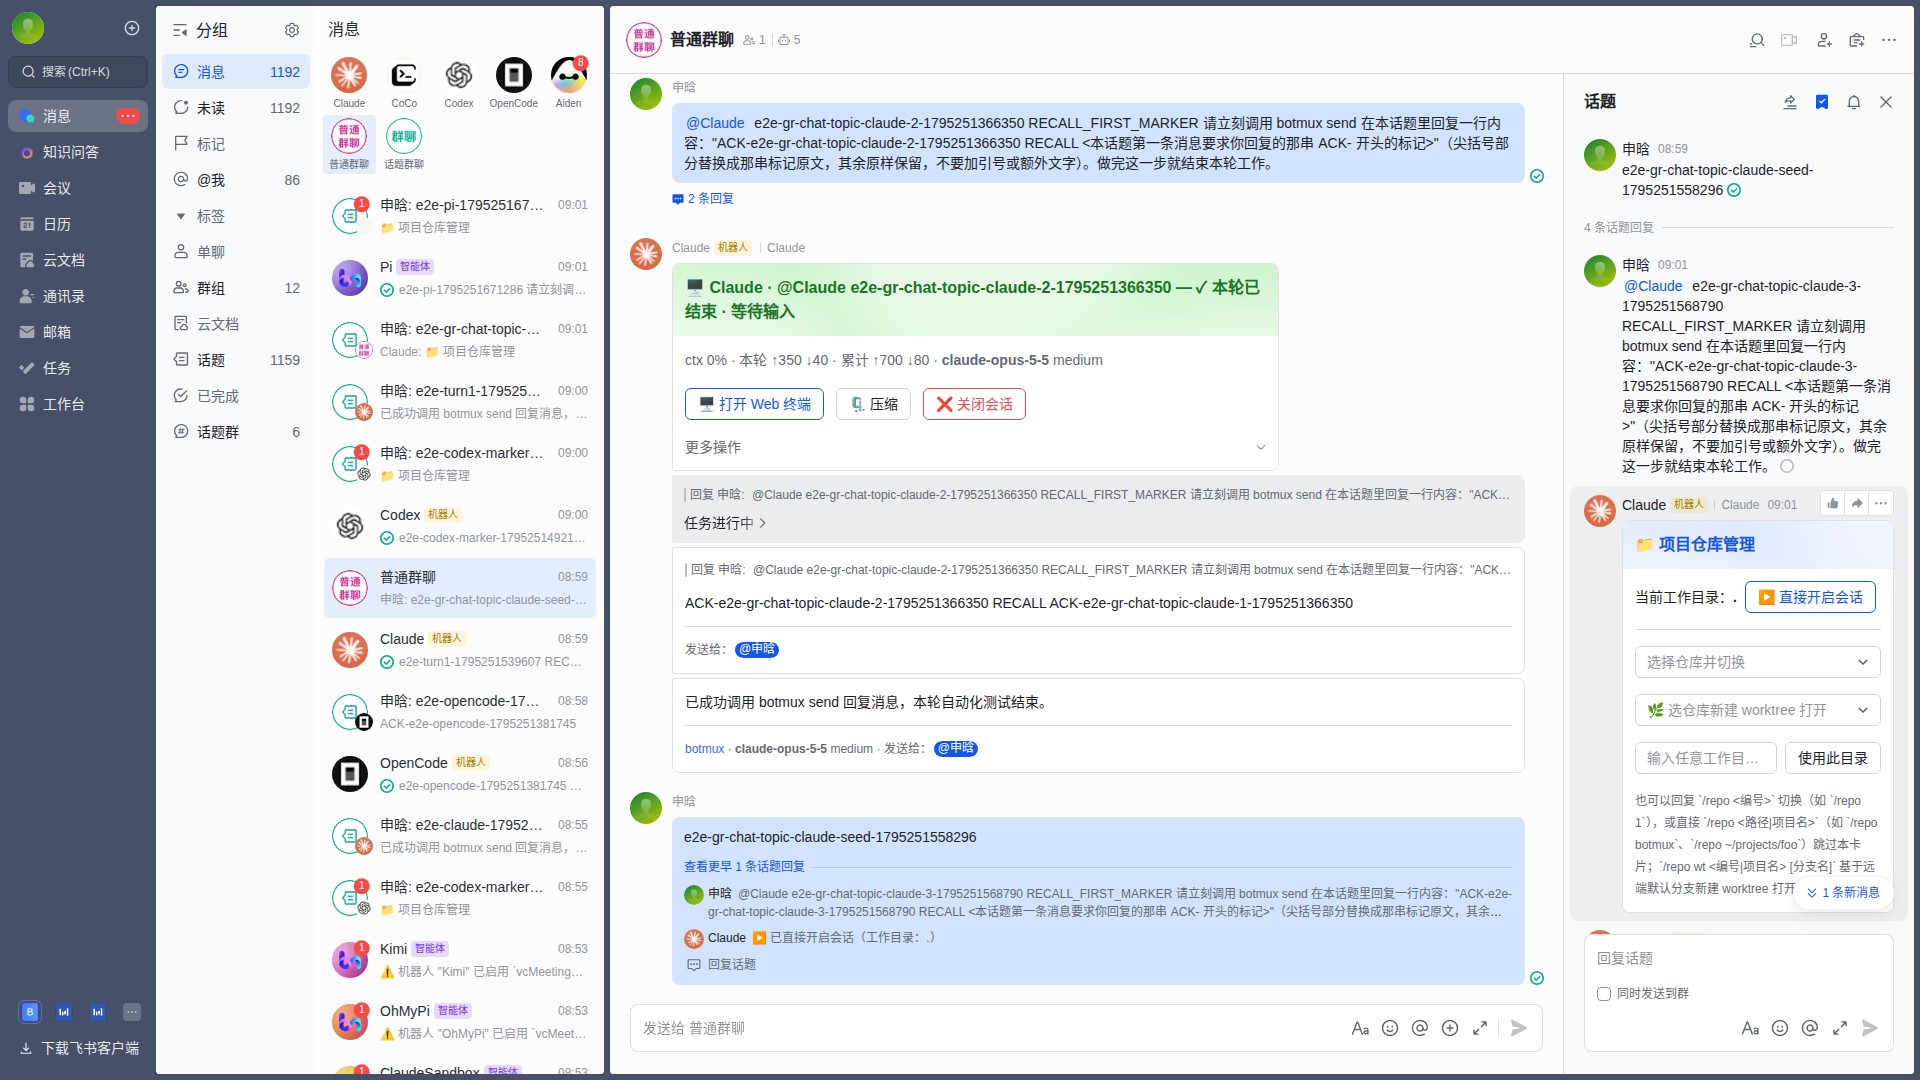 搜索 (Ctrl+K)
消息
知识问答
会议
日历
云文档
通讯录
邮箱
任务
工作台
B
下载飞书客户端
分组
消息 1192
未读 1192
标记
@我 86
标签
单聊
群组 12
云文档
话题 1159
已完成
话题群 6
消息
Claude
CoCo
Codex
OpenCode
8
Aiden
普通群聊
普通群聊
群聊
话题群聊
1
申晗: e2e-pi-179525167… 09:01
📁 项目仓库管理
Pi 智能体 09:01
e2e-pi-1795251671286 请立刻调…
申晗: e2e-gr-chat-topic-… 09:01
Claude: 📁 项目仓库管理
申晗: e2e-turn1-179525… 09:00
已成功调用 botmux send 回复消息，…
1
申晗: e2e-codex-marker… 09:00
📁 项目仓库管理
Codex 机器人 09:00
e2e-codex-marker-17952514921…
普通群聊
普通群聊 08:59
申晗: e2e-gr-chat-topic-claude-seed-…
Claude 机器人 08:59
e2e-turn1-1795251539607 REC…
申晗: e2e-opencode-17… 08:58
ACK-e2e-opencode-1795251381745
OpenCode 机器人 08:56
e2e-opencode-1795251381745 …
申晗: e2e-claude-17952… 08:55
已成功调用 botmux send 回复消息，…
1
申晗: e2e-codex-marker… 08:55
📁 项目仓库管理
1
Kimi 智能体 08:53
⚠️ 机器人 "Kimi" 已启用 `vcMeeting…
1
OhMyPi 智能体 08:53
⚠️ 机器人 "OhMyPi" 已启用 `vcMeet…
1
ClaudeSandbox 智能体 08:53
普通群聊
普通群聊 1 5
申晗
@Claude e2e-gr-chat-topic-claude-2-1795251366350 RECALL_FIRST_MARKER 请立刻调用 botmux send 在本话题里回复一行内
容："ACK-e2e-gr-chat-topic-claude-2-1795251366350 RECALL <本话题第一条消息要求你回复的那串 ACK- 开头的标记>"（尖括号部
分替换成那串标记原文，其余原样保留，不要加引号或额外文字）。做完这一步就结束本轮工作。
2 条回复
Claude 机器人 Claude
🖥️ Claude · @Claude e2e-gr-chat-topic-claude-2-1795251366350 — ✓ 本轮已
结束 · 等待输入
ctx 0% · 本轮 ↑350 ↓40 · 累计 ↑700 ↓80 · claude-opus-5-5 medium
🖥️ 打开 Web 终端
🗜️ 压缩
❌ 关闭会话
更多操作
回复 申晗: @Claude e2e-gr-chat-topic-claude-2-1795251366350 RECALL_FIRST_MARKER 请立刻调用 botmux send 在本话题里回复一行内容："ACK…
任务进行中
回复 申晗: @Claude e2e-gr-chat-topic-claude-2-1795251366350 RECALL_FIRST_MARKER 请立刻调用 botmux send 在本话题里回复一行内容："ACK…
ACK-e2e-gr-chat-topic-claude-2-1795251366350 RECALL ACK-e2e-gr-chat-topic-claude-1-1795251366350
发送给：@申晗
已成功调用 botmux send 回复消息，本轮自动化测试结束。
botmux · claude-opus-5-5 medium · 发送给：@申晗
申晗
e2e-gr-chat-topic-claude-seed-1795251558296
查看更早 1 条话题回复
申晗 @Claude e2e-gr-chat-topic-claude-3-1795251568790 RECALL_FIRST_MARKER 请立刻调用 botmux send 在本话题里回复一行内容："ACK-e2e-
gr-chat-topic-claude-3-1795251568790 RECALL <本话题第一条消息要求你回复的那串 ACK- 开头的标记>"（尖括号部分替换成那串标记原文，其余…
Claude ▶️ 已直接开启会话（工作目录：.）
回复话题
发送给 普通群聊
话题
申晗 08:59
e2e-gr-chat-topic-claude-seed-
1795251558296
4 条话题回复
申晗 09:01
@Claude e2e-gr-chat-topic-claude-3-
1795251568790
RECALL_FIRST_MARKER 请立刻调用
botmux send 在本话题里回复一行内
容："ACK-e2e-gr-chat-topic-claude-3-
1795251568790 RECALL <本话题第一条消
息要求你回复的那串 ACK- 开头的标记
>"（尖括号部分替换成那串标记原文，其余
原样保留，不要加引号或额外文字）。做完
这一步就结束本轮工作。
Claude 机器人 Claude 09:01
📁 项目仓库管理
当前工作目录：.
▶️ 直接开启会话
选择仓库并切换
🌿 选仓库新建 worktree 打开
输入任意工作目…
使用此目录
也可以回复 `/repo <编号>` 切换（如 `/repo
1`），或直接 `/repo <路径|项目名>`（如 `/repo
botmux`、`/repo ~/projects/foo`）跳过本卡
片；`/repo wt <编号|项目名> [分支名]` 基于远
端默认分支新建 worktree 打开
1 条新消息
回复话题
同时发送到群